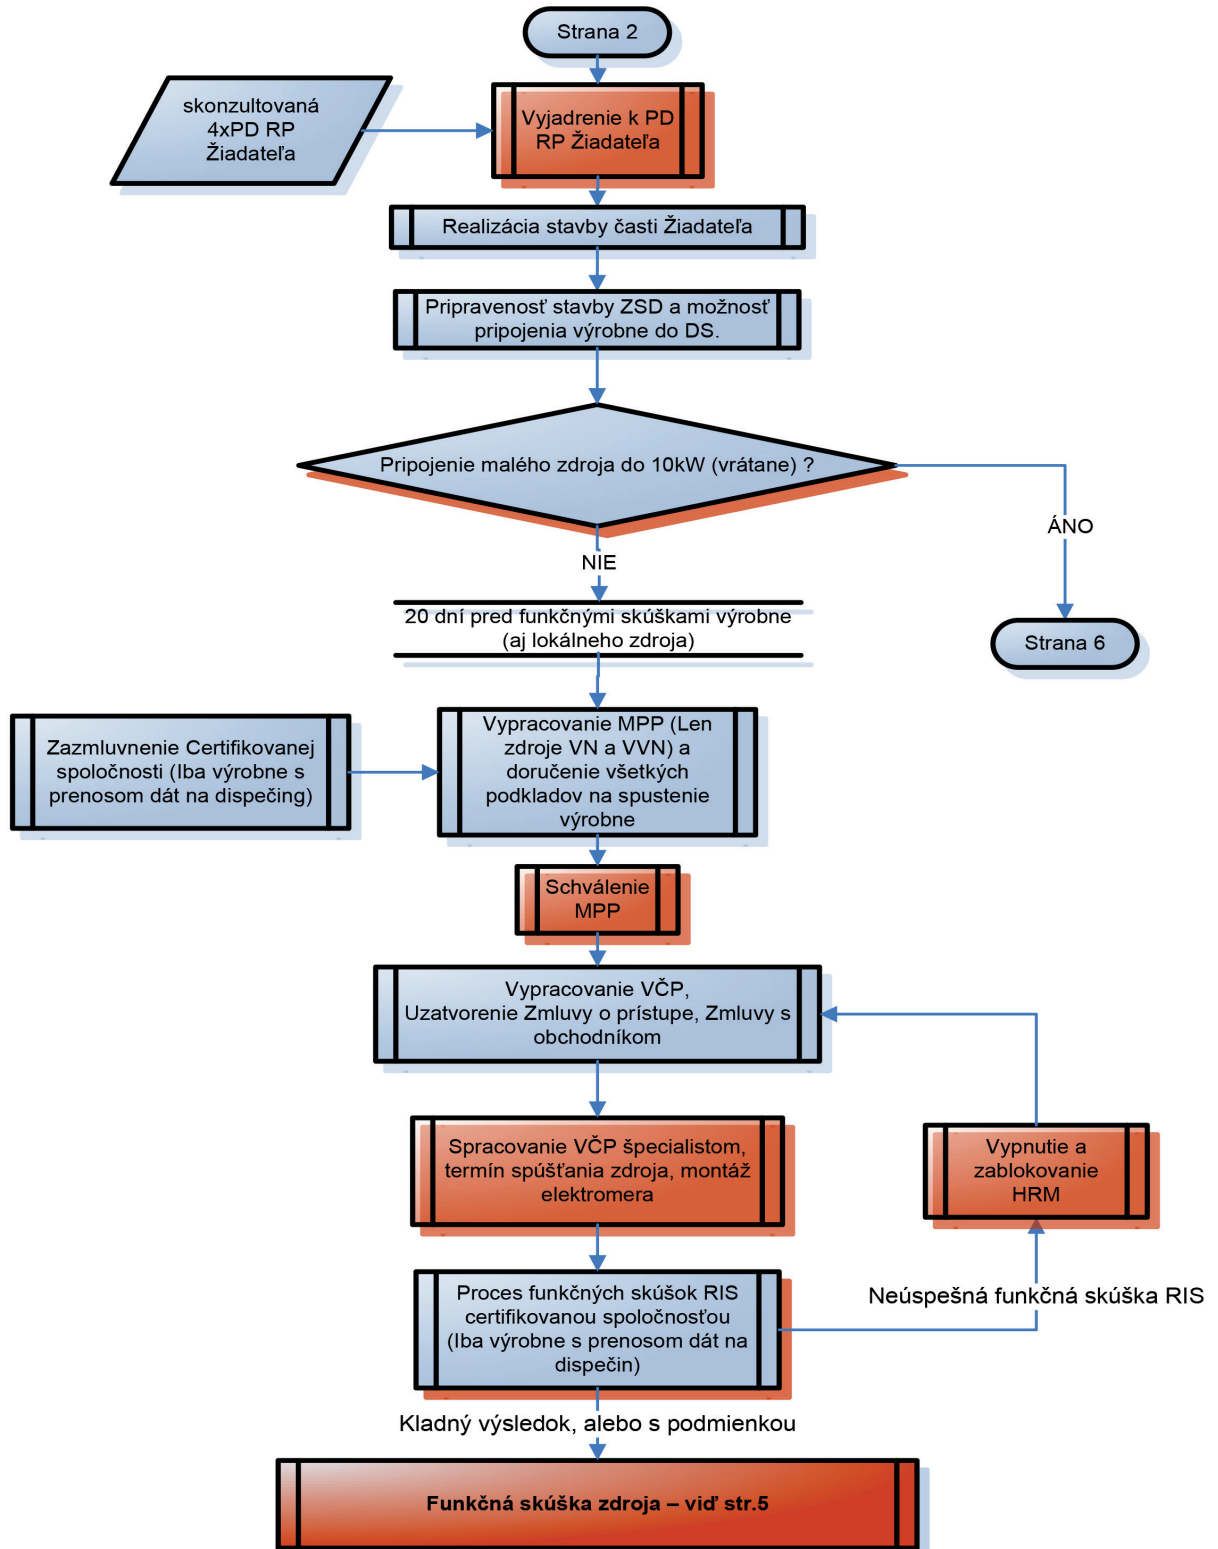 Strana 2
skonzultovaná
4xPD RP
Žiadateľa
Vyjadrenie k PD
RP Žiadateľa
Realizácia stavby časti Žiadateľa
Pripravenosť stavby ZSD a možnosť
pripojenia výrobne do DS.
Pripojenie malého zdroja do 10kW (vrátane) ?
ÁNO
NIE
20 dní pred funkčnými skúškami výrobne
(aj lokálneho zdroja)
Strana 6
Zazmluvnenie Certifikovanej
spoločnosti (Iba výrobne s
prenosom dát na dispečing)
Vypracovanie MPP (Len
zdroje VN a VVN) a
doručenie všetkých
podkladov na spustenie
výrobne
Schválenie
MPP
Vypracovanie VČP,
Uzatvorenie Zmluvy o prístupe, Zmluvy s
obchodníkom
Spracovanie VČP špecialistom,
termín spúšťania zdroja, montáž
elektromera
Vypnutie a
zablokovanie
HRM
Proces funkčných skúšok RIS
certifikovanou spoločnosťou
(Iba výrobne s prenosom dát na
dispečin)
Neúspešná funkčná skúška RIS
Kladný výsledok, alebo s podmienkou
Funkčná skúška zdroja – viď str.5